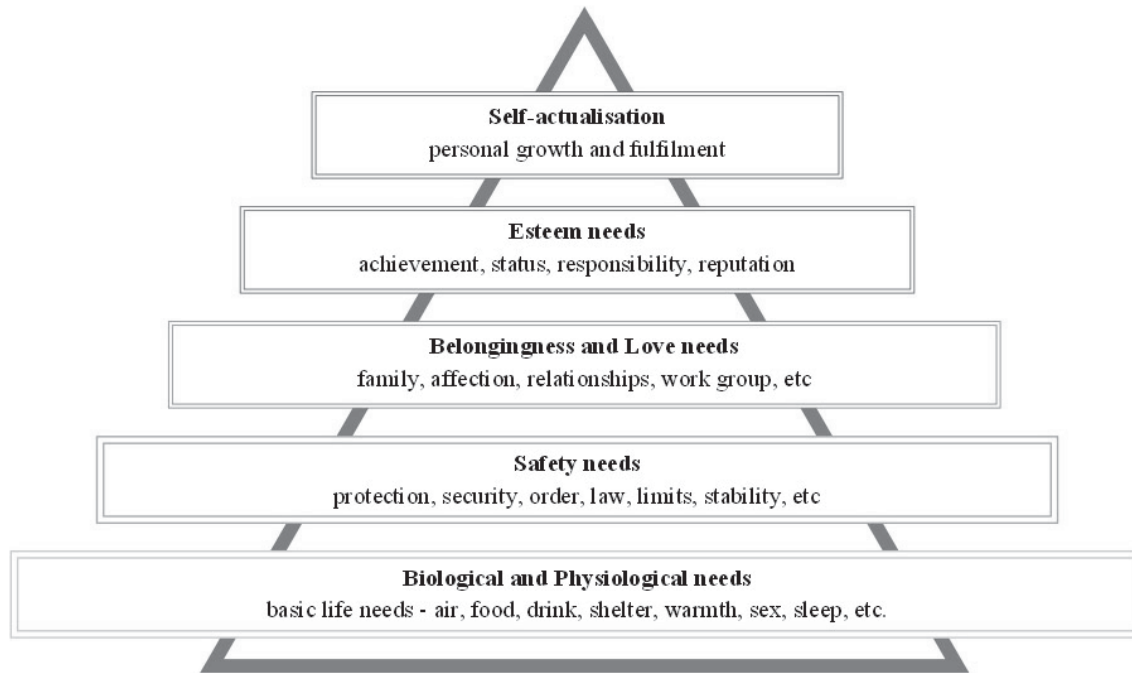 Self-actualisation
personal growth and fulfilment
Esteem needs
achievement, status, responsibility, reputation
Belongingness and Love needs
family, affection, relationships, work group, etc
Safety needs
protection, security, order, law, limits, stability, etc
Biological and Physiological needs
basic life needs - air, food, drink, shelter, warmth, sex, sleep, etc.